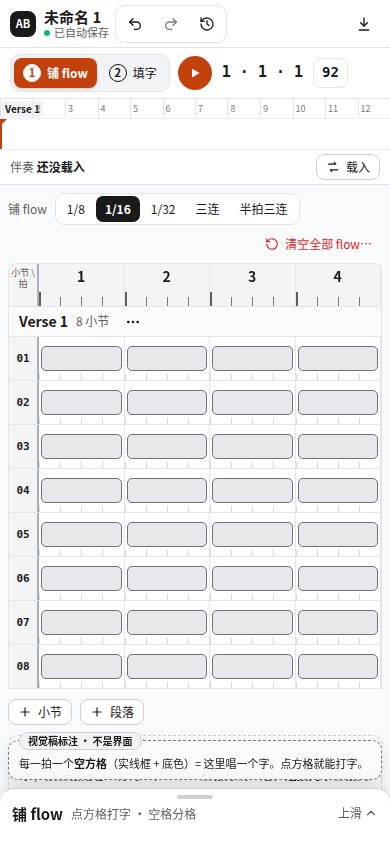 AB
未命名 1
已自动保存
1 铺 flow
2 填字
1 · 1 · 1
92
Verse 1
3 4 5 6 7 8 9 10 11 12
伴奏 还没载入
载入
铺 flow
1/8 1/16 1/32 三连 半拍三连
清空全部 flow…
小节 \ 拍
1 2 3 4
Verse 1 8 小节 •••
01
02
03
04
05
06
07
08
+ 小节
+ 段落
视觉稿标注 · 不是界面
每一拍一个空方格（实线框 + 底色）= 这里唱一个字。点方格就能打字。
铺 flow 点方格打字 · 空格分格
上滑